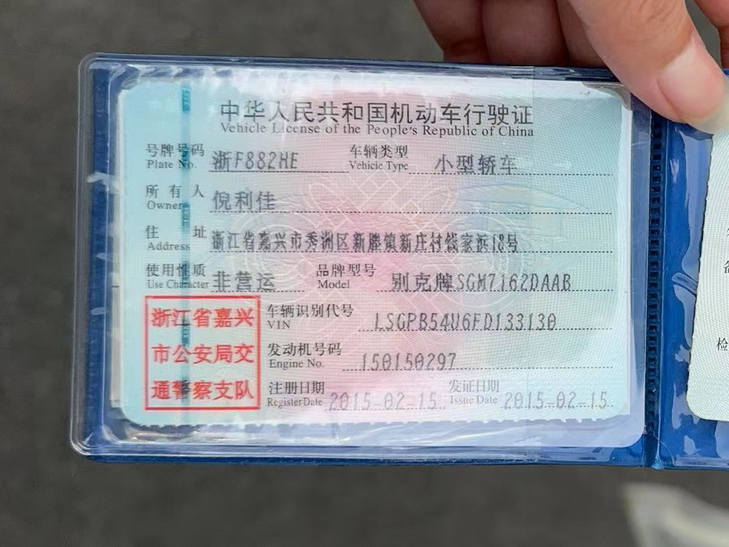 中华人民共和国机动车行驶证
Vehicle License of the People's Republic of China
号牌号码 浙F882HE 车辆类型 小型轿车
Plate No. Vehicle Type
所有人 倪利佳
Owner
住址 浙江省嘉兴市秀洲区新塍镇新庄村钱家浜18号
Address
使用性质 非营运 品牌型号 别克牌SGM7162DAAB
Use Character Model
浙江省嘉兴
市公安局交
通警察支队
车辆识别代号 LSGPB54U6FD133130
VIN
发动机号码 150150297
Engine No.
注册日期 2015-02-15 发证日期 2015-02-15
Register Date Issue Date
检